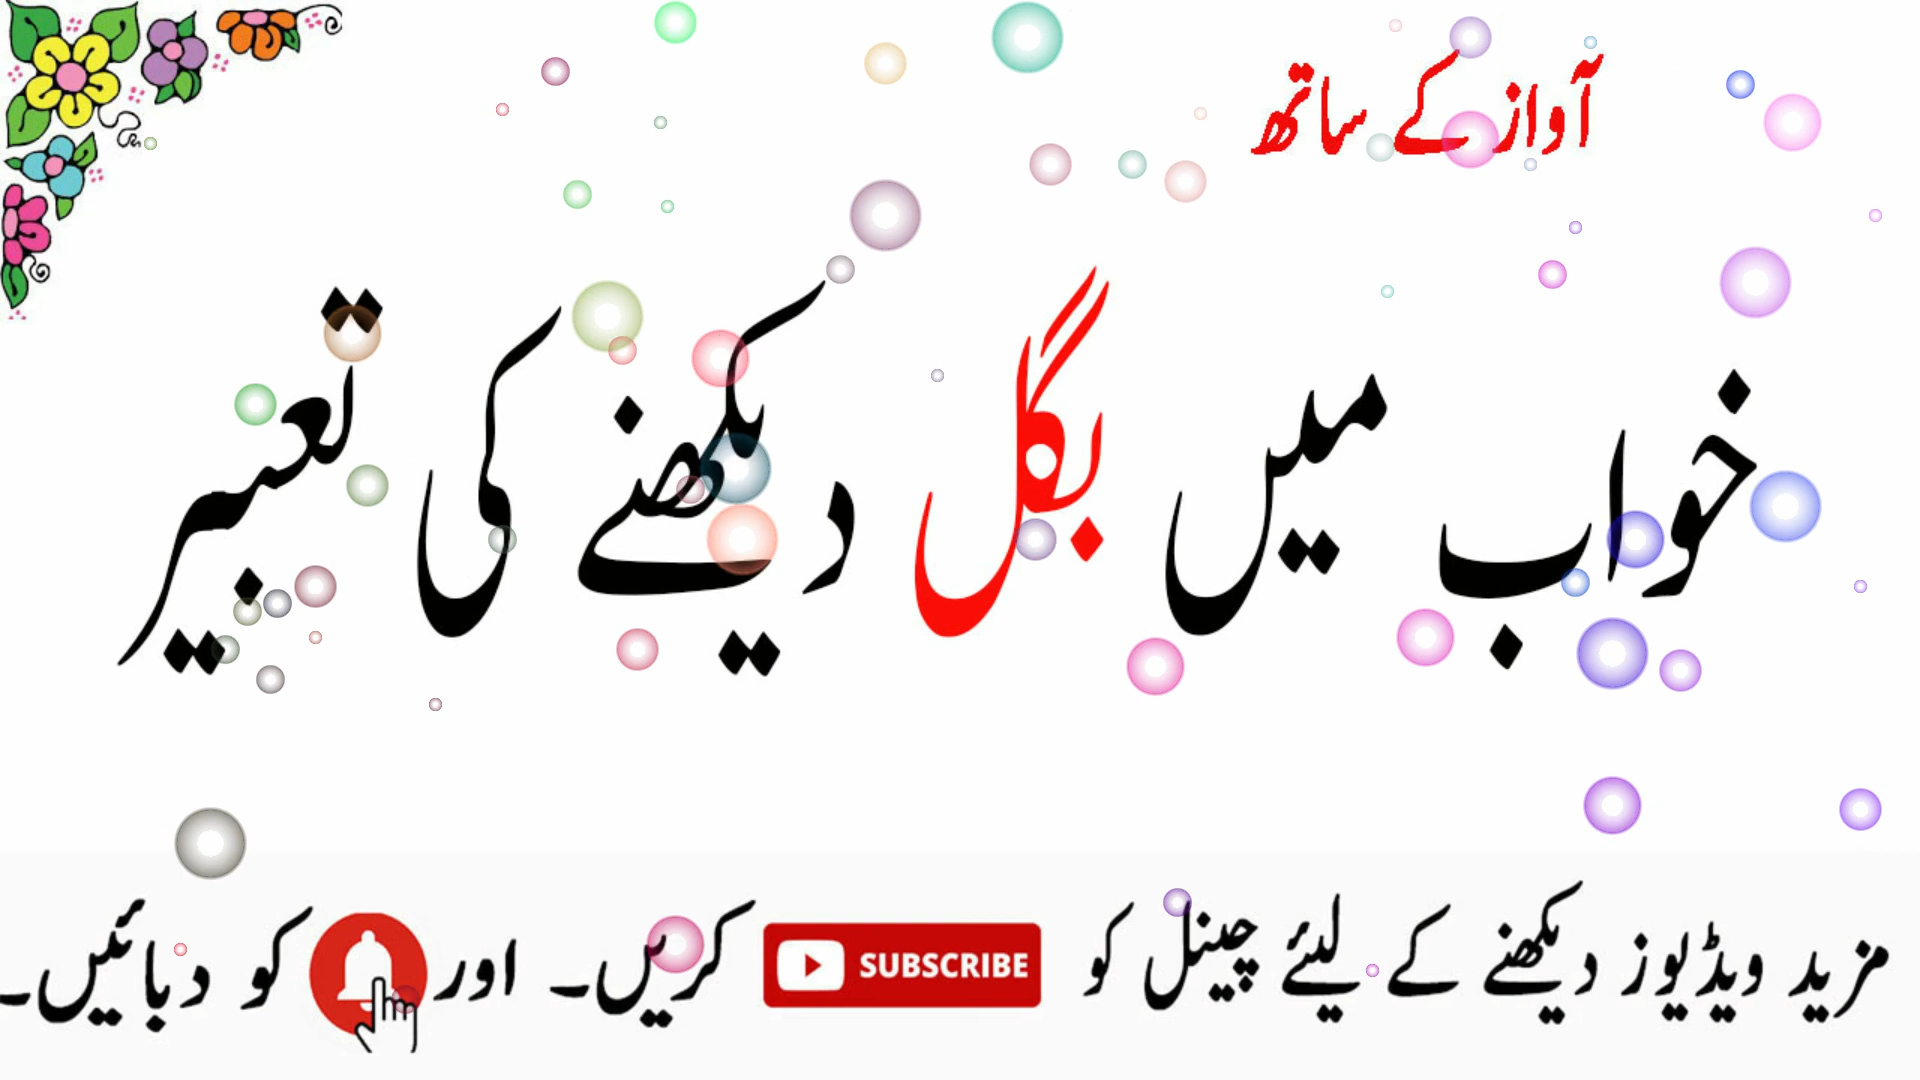 آواز کے ساتھ
خواب میں بگل دیکھنے کی تعبیر
مزید ویڈیوز دیکھنے کے لیئے چینل کو SUBSCRIBE کریں۔ اور کو دبائیں۔